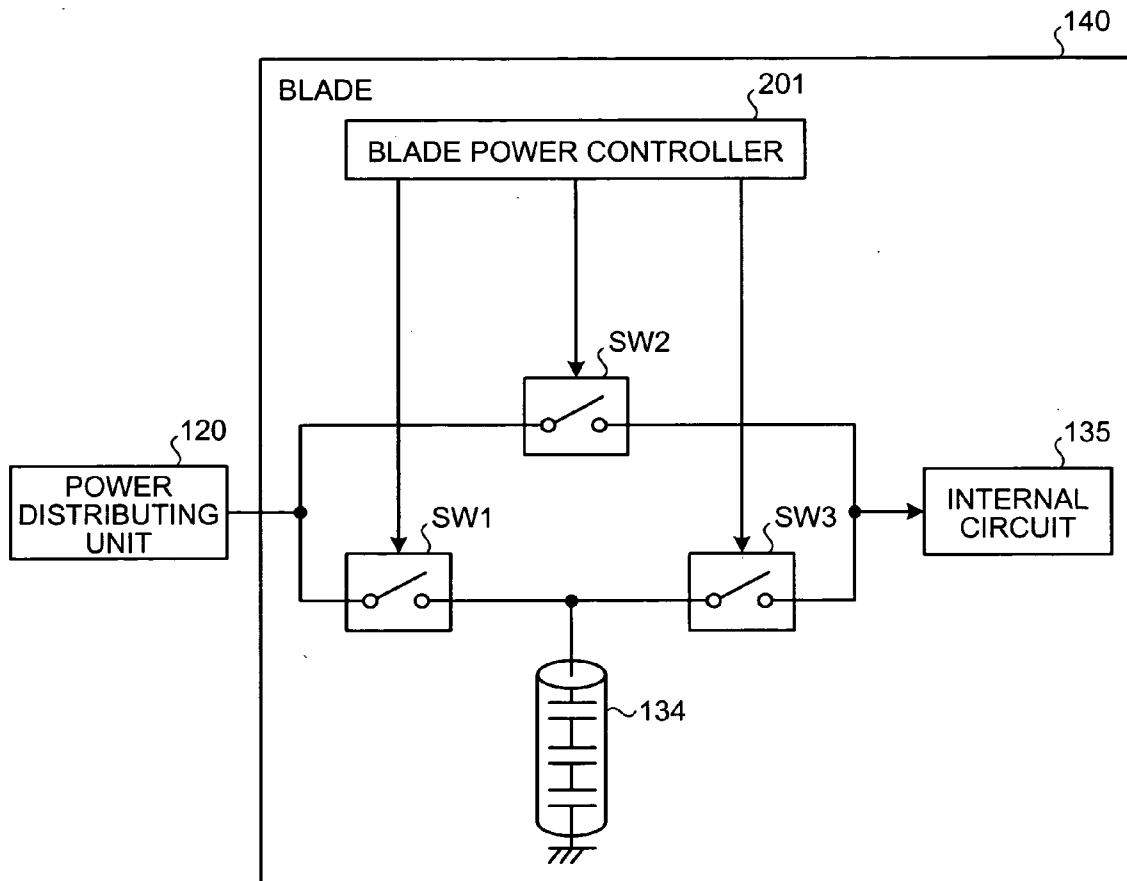 140
BLADE
201
BLADE POWER CONTROLLER
SW2
120
POWER
DISTRIBUTING
UNIT
135
INTERNAL
CIRCUIT
SW1
SW3
134